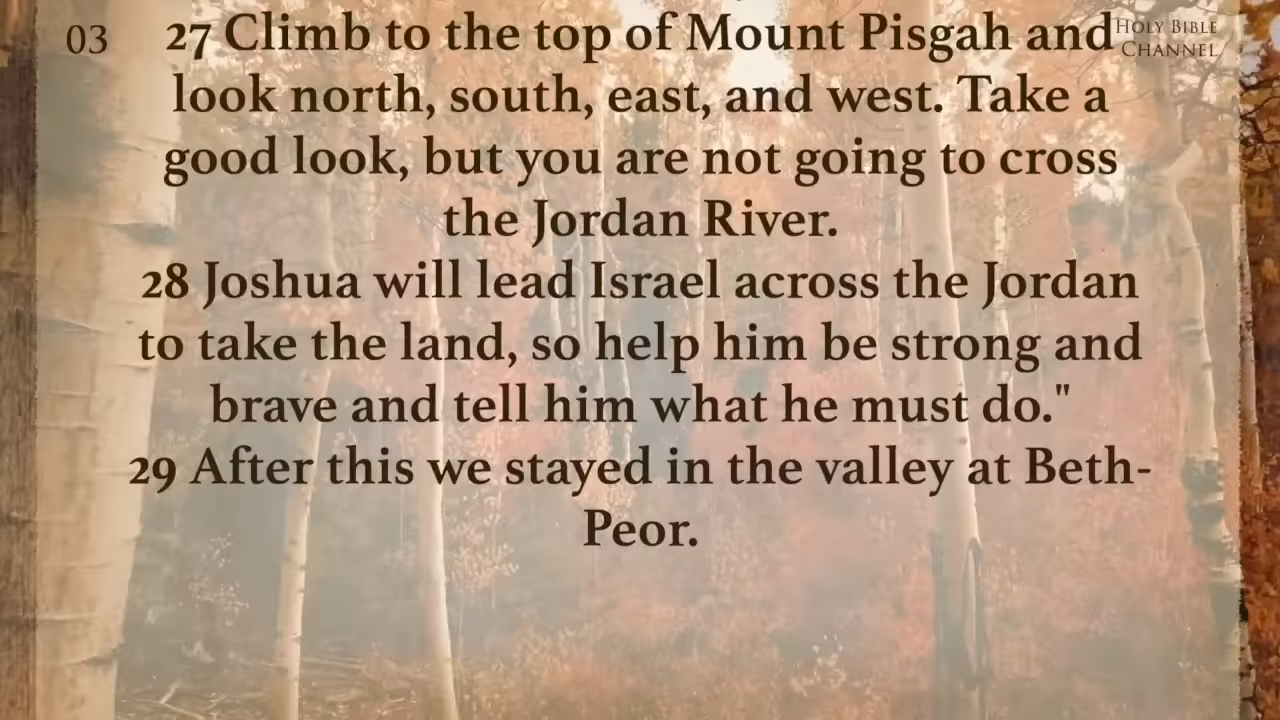 03
27 Climb to the top of Mount Pisgah and
look north, south, east, and west. Take a
good look, but you are not going to cross
the Jordan River.
28 Joshua will lead Israel across the Jordan
to take the land, so help him be strong and
brave and tell him what he must do."
29 After this we stayed in the valley at Beth-
Peor.
Holy Bible
Channel